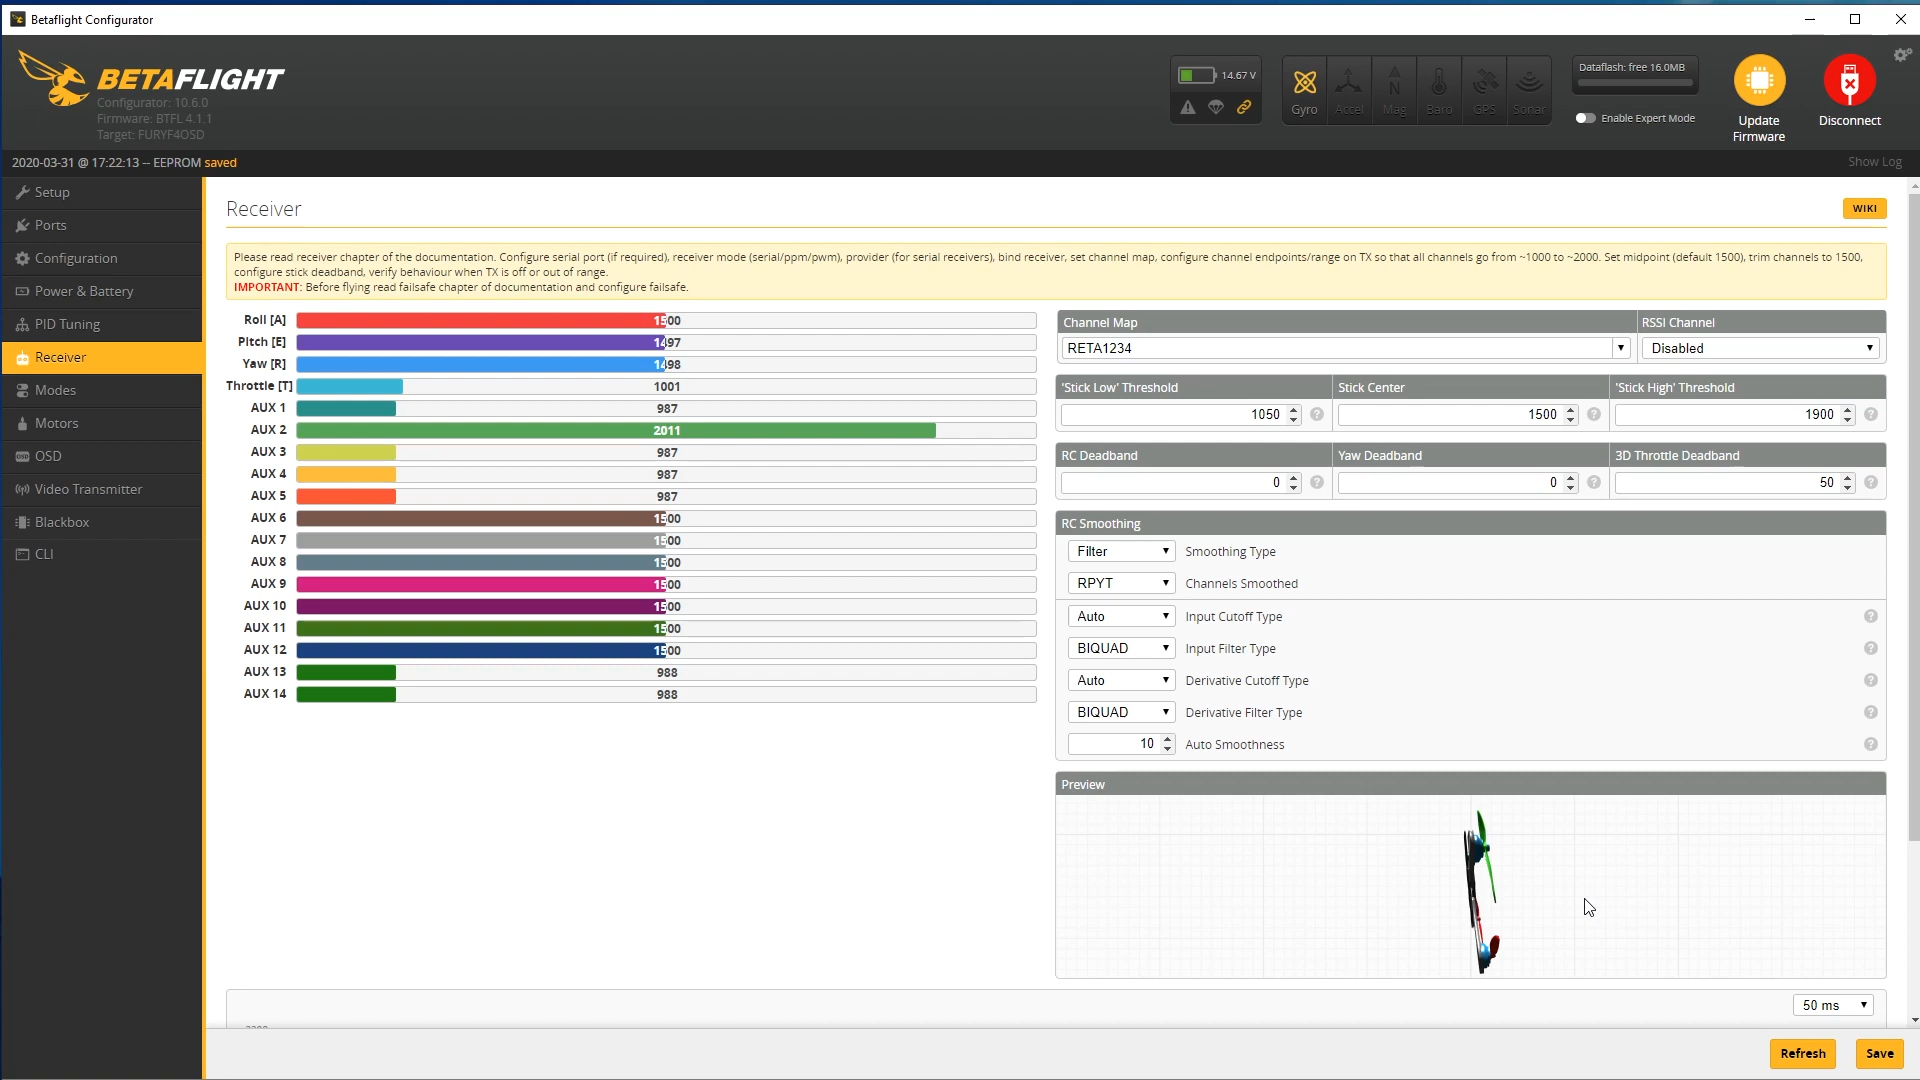 Betaflight Configurator
BETAFLIGHT
Configurator: 10.6.0
Firmware: BTFL 4.1.1
Target: FURYF4OSD
14.67 V
Gyro
Accel
Mag
Baro
GPS
Sonar
Dataflash: free 16.0MB
Enable Expert Mode
Update
Firmware
Disconnect
2020-03-31 @ 17:22:13 -- EEPROM saved
Show Log
Setup
Ports
Configuration
Power & Battery
PID Tuning
Receiver
Modes
Motors
OSD
Video Transmitter
Blackbox
CLI
Receiver
WIKI
Please read receiver chapter of the documentation. Configure serial port (if required), receiver mode (serial/ppm/pwm), provider (for serial receivers), bind receiver, set channel map, configure channel endpoints/range on TX so that all channels go from ~1000 to ~2000. Set midpoint (default 1500), trim channels to 1500,
configure stick deadband, verify behaviour when TX is off or out of range.
IMPORTANT: Before flying read failsafe chapter of documentation and configure failsafe.
Roll [A] 1500
Pitch [E] 1497
Yaw [R] 1498
Throttle [T] 1001
AUX 1 987
AUX 2 2011
AUX 3 987
AUX 4 987
AUX 5 987
AUX 6 1500
AUX 7 1500
AUX 8 1500
AUX 9 1500
AUX 10 1500
AUX 11 1500
AUX 12 1500
AUX 13 988
AUX 14 988
Channel Map
RETA1234
RSSI Channel
Disabled
'Stick Low' Threshold
1050
Stick Center
1500
'Stick High' Threshold
1900
RC Deadband
0
Yaw Deadband
0
3D Throttle Deadband
50
RC Smoothing
Filter Smoothing Type
RPYT Channels Smoothed
Auto Input Cutoff Type
BIQUAD Input Filter Type
Auto Derivative Cutoff Type
BIQUAD Derivative Filter Type
10 Auto Smoothness
Preview
50 ms
Refresh
Save